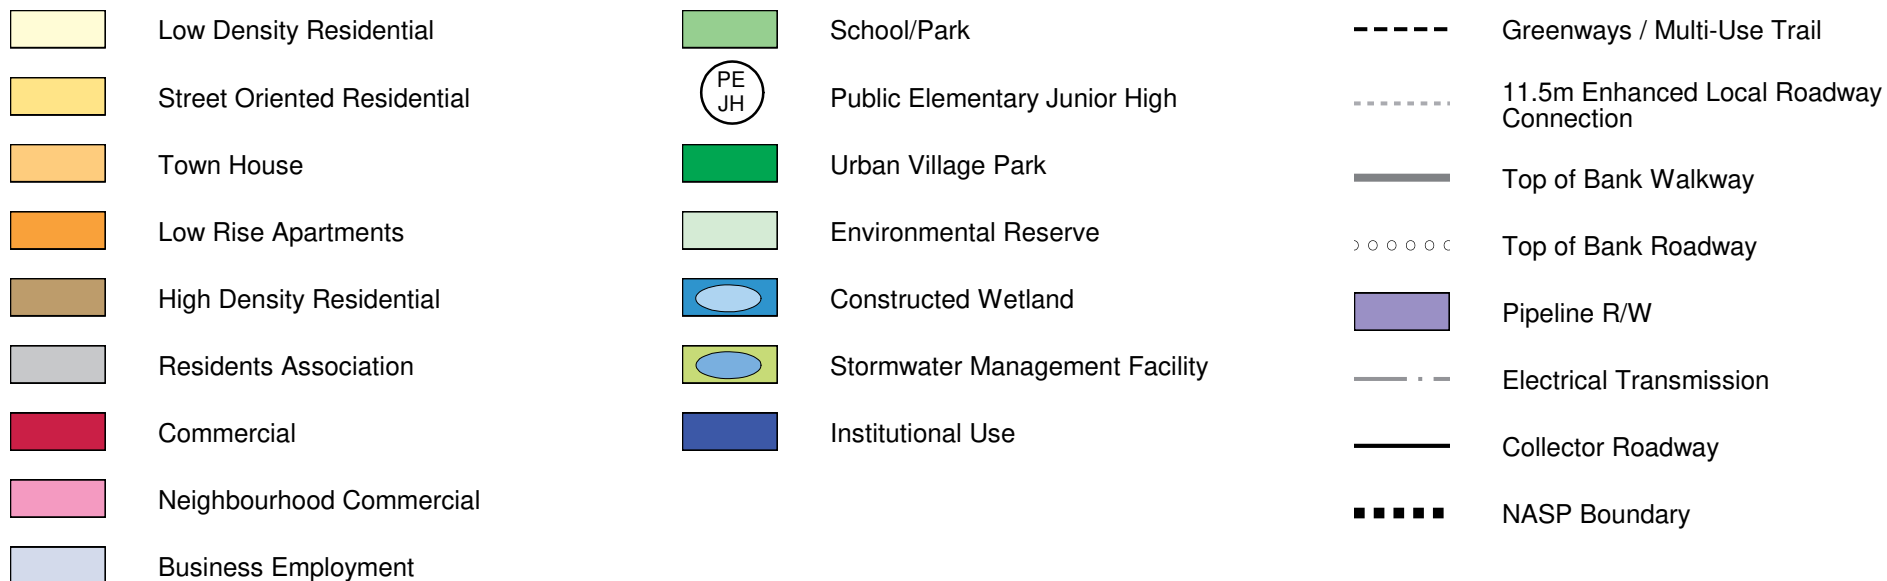 Low Density Residential
Street Oriented Residential
Town House
Low Rise Apartments
High Density Residential
Residents Association
Commercial
Neighbourhood Commercial
Business Employment
School/Park
PE
JH
Public Elementary Junior High
Urban Village Park
Environmental Reserve
Constructed Wetland
Stormwater Management Facility
Institutional Use
Greenways / Multi-Use Trail
11.5m Enhanced Local Roadway
Connection
Top of Bank Walkway
Top of Bank Roadway
Pipeline R/W
Electrical Transmission
Collector Roadway
NASP Boundary